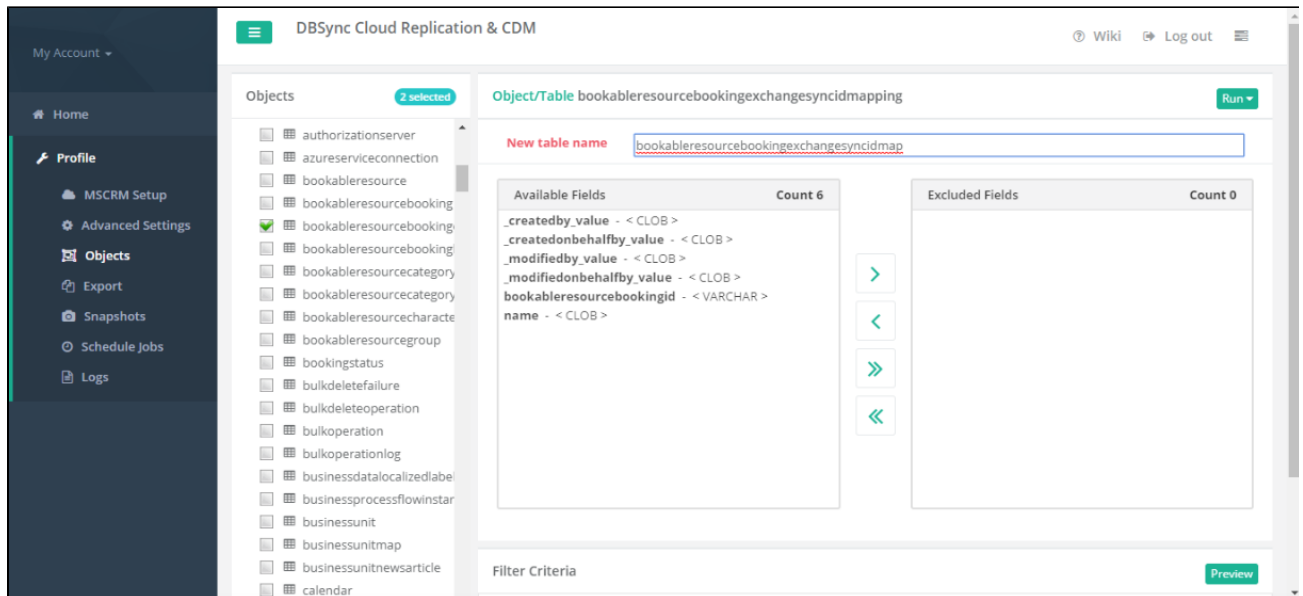 DBSync Cloud Replication & CDM
My Account
Wiki
Log out
Home
Profile
MSCRM Setup
Advanced Settings
Objects
Export
Snapshots
Schedule Jobs
Logs
Objects
2 selected
authorizationserver
azureserviceconnection
bookableresource
bookableresourcebooking
bookableresourcebooking
bookableresourcebooking
bookableresourcecategory
bookableresourcecategory
bookableresourcecharacte
bookableresourcegroup
bookingstatus
bulkdeletefailure
bulkdeleteoperation
bulkoperation
bulkoperationlog
businessdatalocalizedlabel
businessprocessflowinstan
businessunit
businessunitmap
businessunitnewsarticle
calendar
Object/Table bookableresourcebookingexchangesyncidmapping
Run
New table name
bookableresourcebookingexchangesyncidmap
Available Fields Count 6
_createdby_value - < CLOB >
_createdonbehalfby_value - < CLOB >
_modifiedby_value - < CLOB >
_modifiedonbehalfby_value - < CLOB >
bookableresourcebookingid - < VARCHAR >
name - < CLOB >
Excluded Fields Count 0
Filter Criteria
Preview